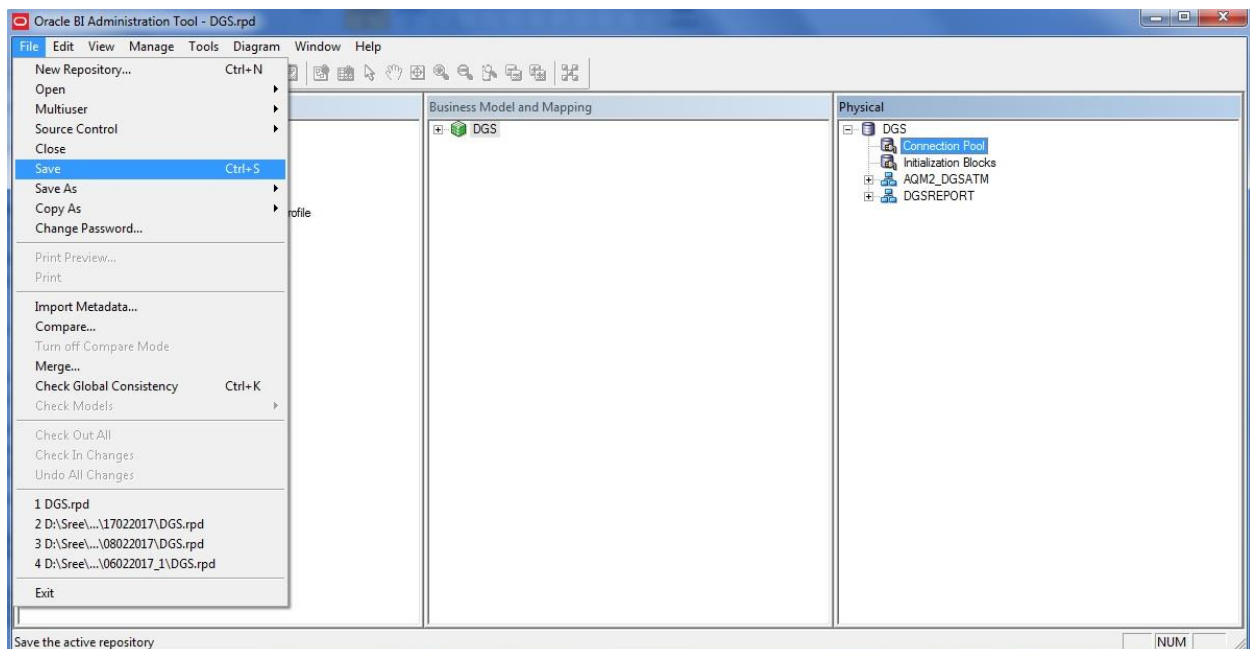 Oracle BI Administration Tool - DGS.rpd
File Edit View Manage Tools Diagram Window Help
New Repository... Ctrl+N
Open
Multiuser
Source Control
Close
Save Ctrl+S
Save As
Copy As
Change Password...
Print Preview...
Print
Import Metadata...
Compare...
Turn off Compare Mode
Merge...
Check Global Consistency Ctrl+K
Check Models
Check Out All
Check In Changes
Undo All Changes
1 DGS.rpd
2 D:\Sree\...\17022017\DGS.rpd
3 D:\Sree\...\08022017\DGS.rpd
4 D:\Sree\...\06022017_1\DGS.rpd
Exit
rofile
Business Model and Mapping
DGS
Physical
DGS
Connection Pool
Initialization Blocks
AQM2_DGSATM
DGSREPORT
Save the active repository
NUM